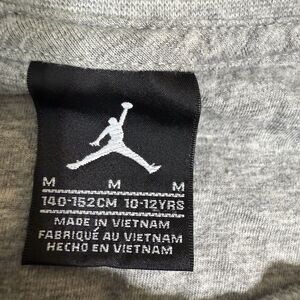 M M M
140-152CM 10-12YRS
MADE IN VIETNAM
FABRIQUÉ AU VIETNAM
HECHO EN VIETNAM